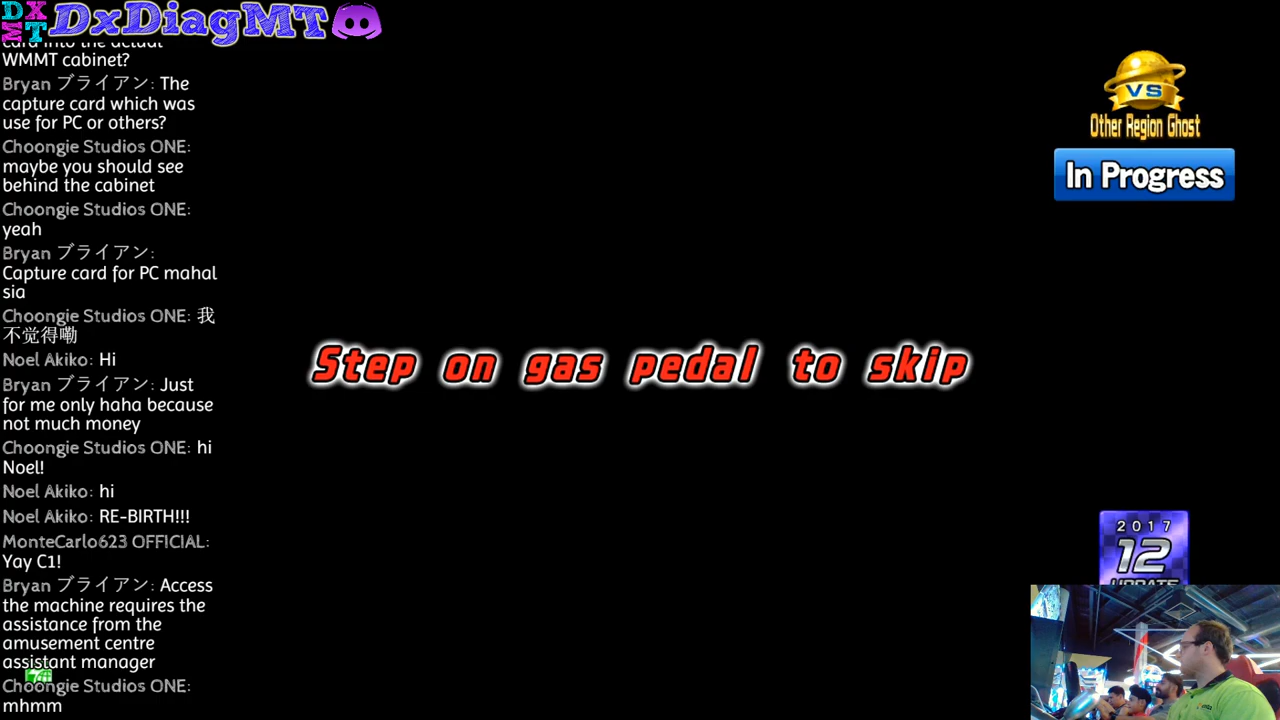 DXMT DxDiagMT
card into the actual
WMMT cabinet?
Bryan ブライアン: The
capture card which was
use for PC or others?
Choongie Studios ONE:
maybe you should see
behind the cabinet
Choongie Studios ONE:
yeah
Bryan ブライアン:
Capture card for PC mahal
sia
Choongie Studios ONE: 我
不觉得嘞
Noel Akiko: Hi
Bryan ブライアン: Just
for me only haha because
not much money
Choongie Studios ONE: hi
Noel!
Noel Akiko: hi
Noel Akiko: RE-BIRTH!!!
MonteCarlo623 OFFICIAL:
Yay C1!
Bryan ブライアン: Access
the machine requires the
assistance from the
amusement centre
assistant manager
Choongie Studios ONE:
mhmm
Step on gas pedal to skip
VS
Other Region Ghost
In Progress
2017
12
UPDATE